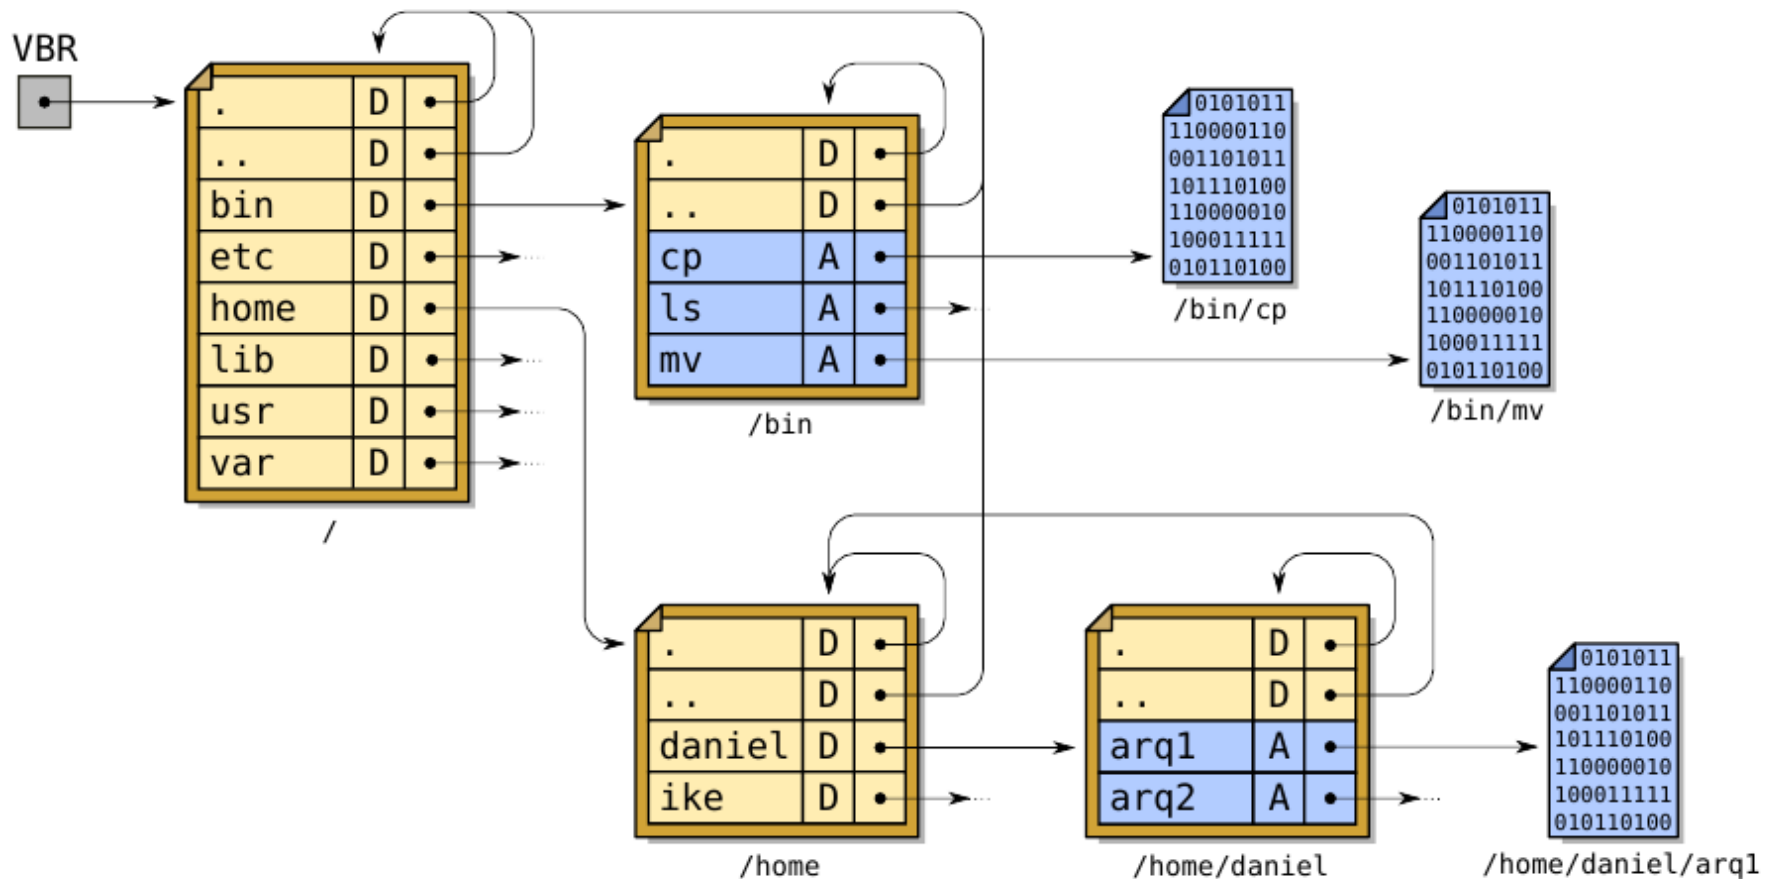 VBR
. D
.. D
bin D
etc D
home D
lib D
usr D
var D
/
. D
.. D
cp A
ls A
mv A
/bin
0101011
110000110
001101011
101110100
110000010
100011111
010110100
/bin/cp
0101011
110000110
001101011
101110100
110000010
100011111
010110100
/bin/mv
. D
.. D
daniel D
ike D
/home
. D
.. D
arq1 A
arq2 A
/home/daniel
0101011
110000110
001101011
101110100
110000010
100011111
010110100
/home/daniel/arq1